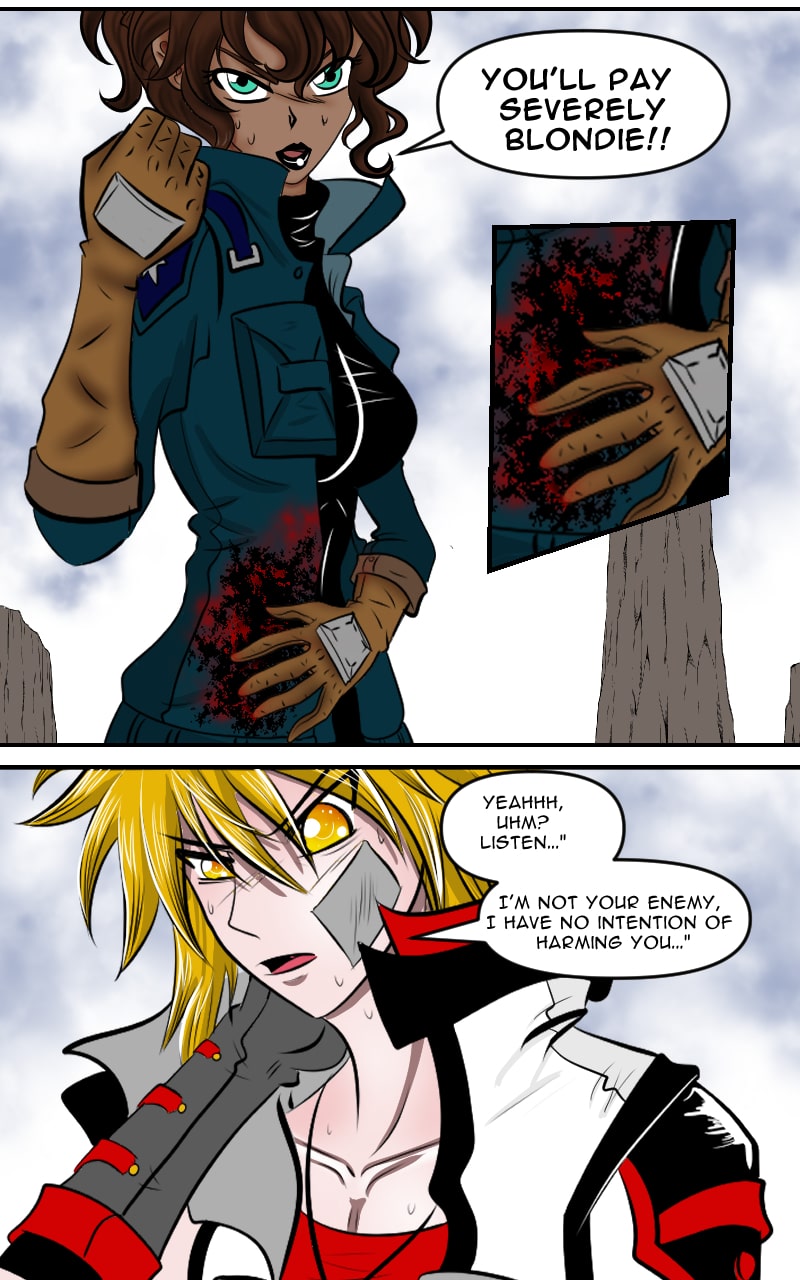 YOU'LL PAY
SEVERELY
BLONDIE!!
YEAHHH,
UHM?
LISTEN..."
I'M NOT YOUR ENEMY,
I HAVE NO INTENTION OF
HARMING YOU..."